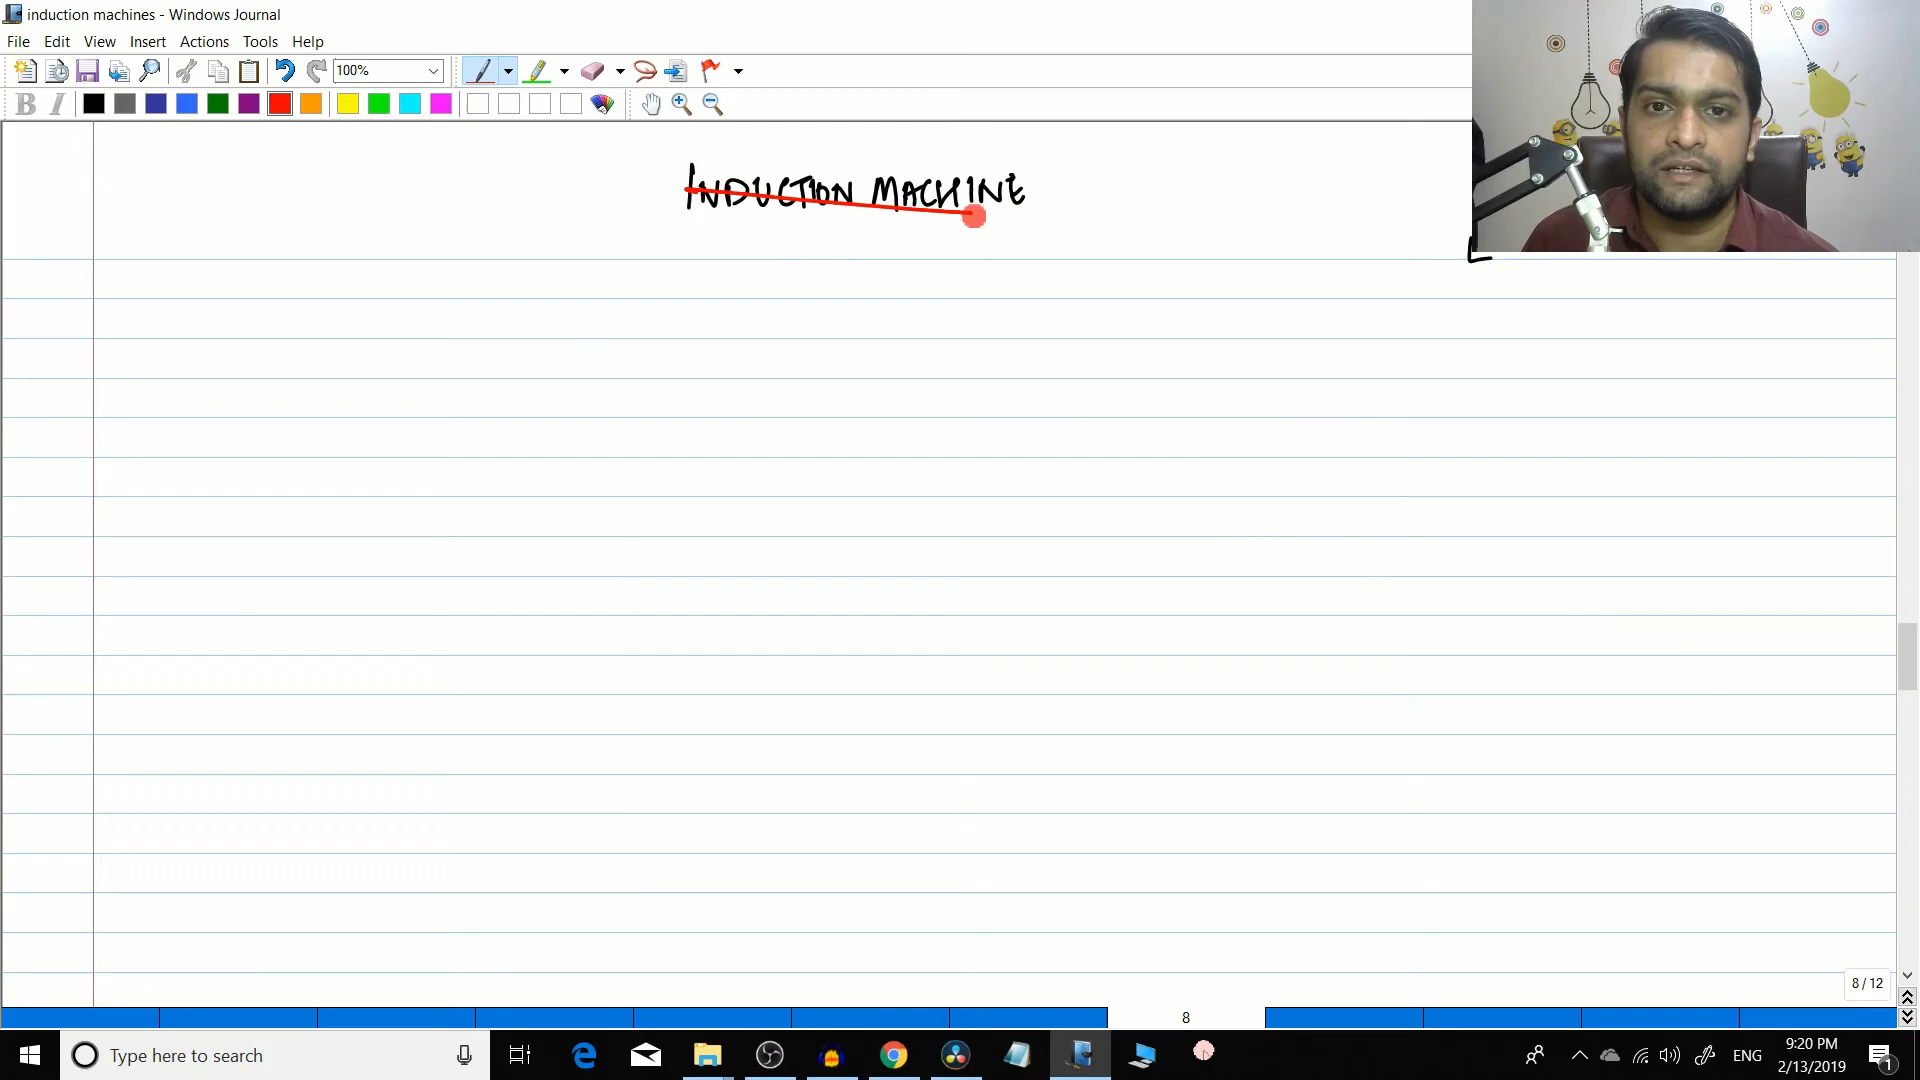 induction machines - Windows Journal
File Edit View Insert Actions Tools Help
100%
B I
INDUCTION MACHINE
8 / 12
8
Type here to search
ENG
9:20 PM
2/13/2019
1